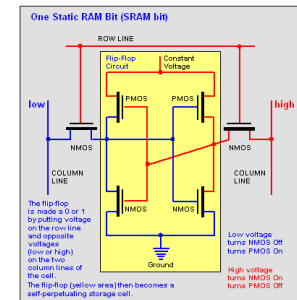 One Static RAM Bit (SRAM bit)
ROW LINE
Flip-Flop
Circuit
Constant
Voltage
low
high
PMOS
PMOS
NMOS
NMOS
COLUMN
LINE
COLUMN
LINE
NMOS
NMOS
The flip-flop
is made a 0 or 1
by putting voltage
on the row line
and opposite
voltages
(low or high)
on the two
column lines of
the cell.
The flip-flop (yellow area) then becomes a
self-perpetuating storage cell.
Ground
Low voltage
turns NMOS Off
turns PMOS On
High voltage
turns NMOS On
turns PMOS Off